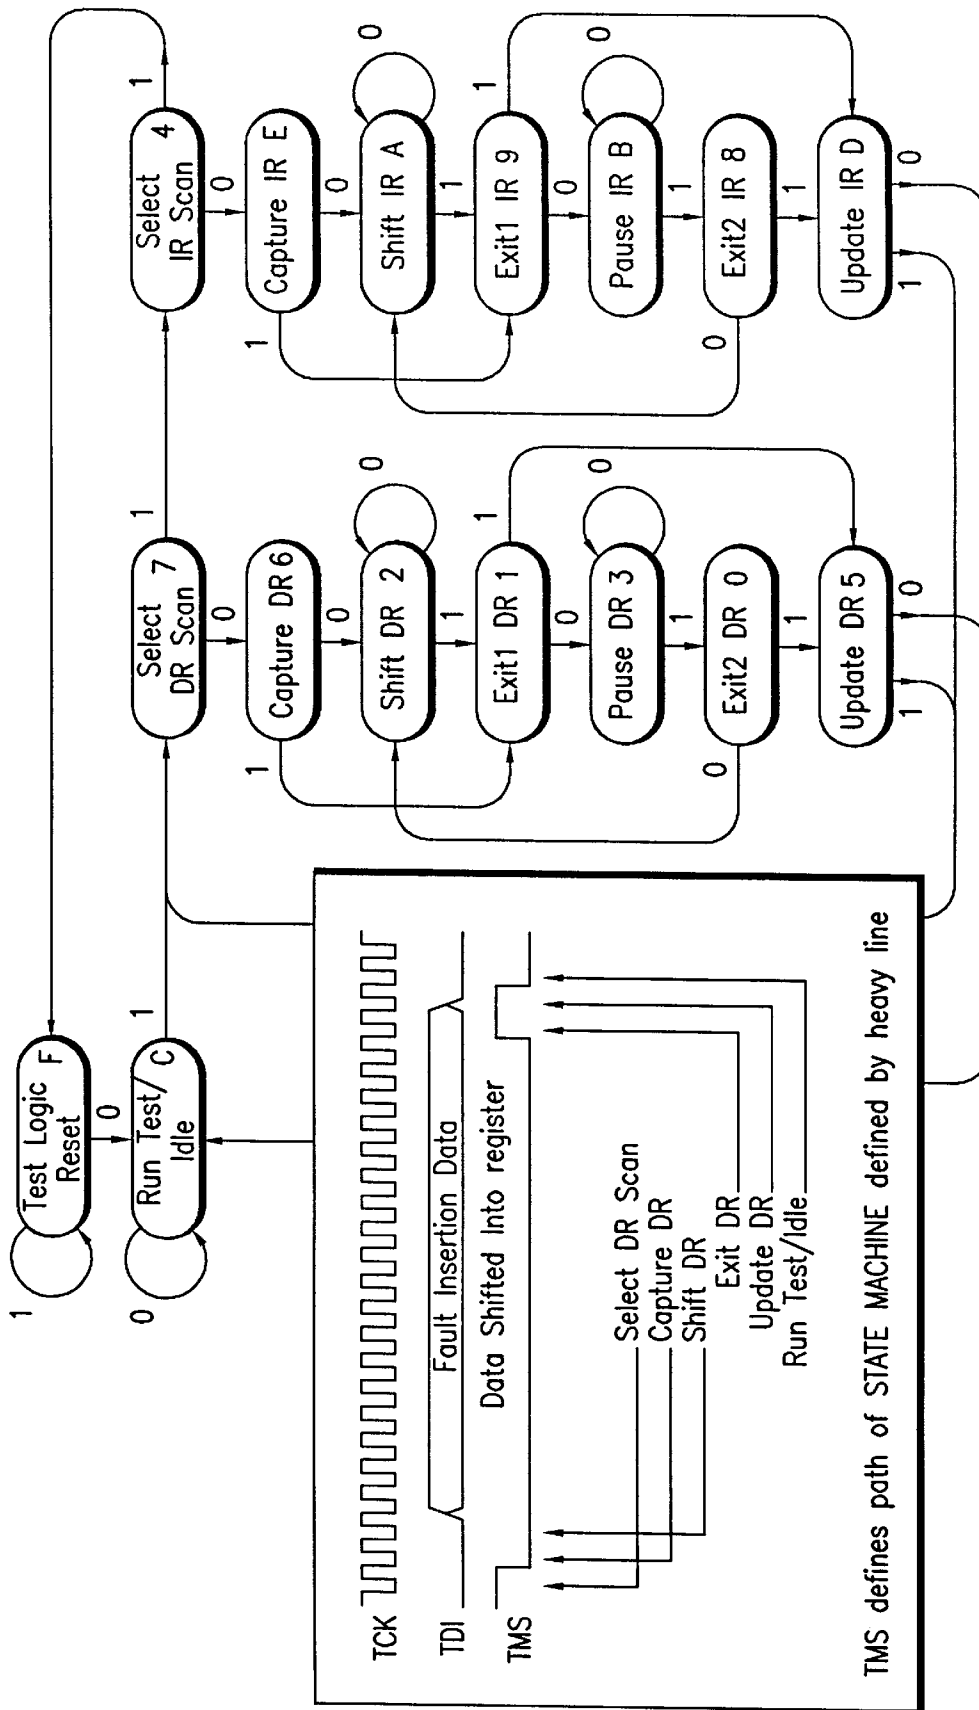 Test Logic F
Reset
1
0
Run Test/ C
Idle
0
1
Select 7
DR Scan
1
0
Capture DR 6
1
0
Shift DR 2
0
1
Exit1 DR 1
1
0
Pause DR 3
0
1
Exit2 DR 0
0
1
Update DR 5
1
0
Select 4
IR Scan
1
0
Capture IR E
1
0
Shift IR A
0
1
Exit1 IR 9
1
0
Pause IR B
0
1
Exit2 IR 8
0
1
Update IR D
1
0
TCK
TDI
Fault Insertion Data
TMS
Data Shifted Into register
Select DR Scan
Capture DR
Shift DR
Exit DR
Update DR
Run Test/Idle
TMS defines path of STATE MACHINE defined by heavy line